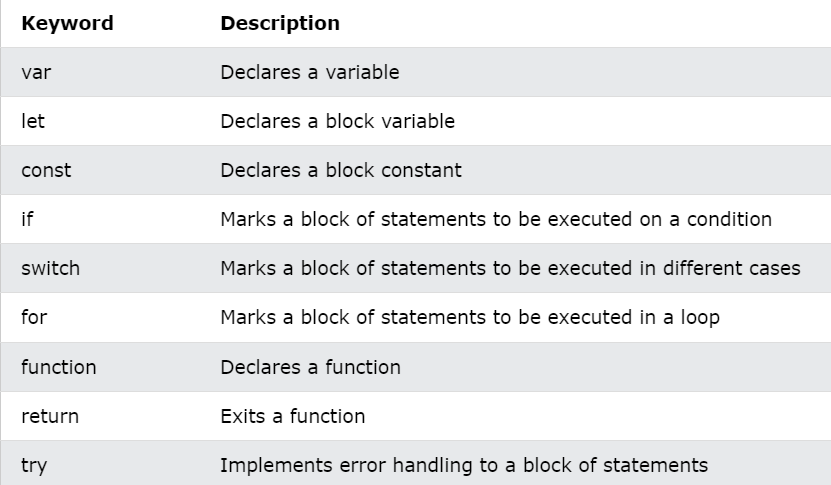 Keyword Description
var Declares a variable
let Declares a block variable
const Declares a block constant
if Marks a block of statements to be executed on a condition
switch Marks a block of statements to be executed in different cases
for Marks a block of statements to be executed in a loop
function Declares a function
return Exits a function
try Implements error handling to a block of statements